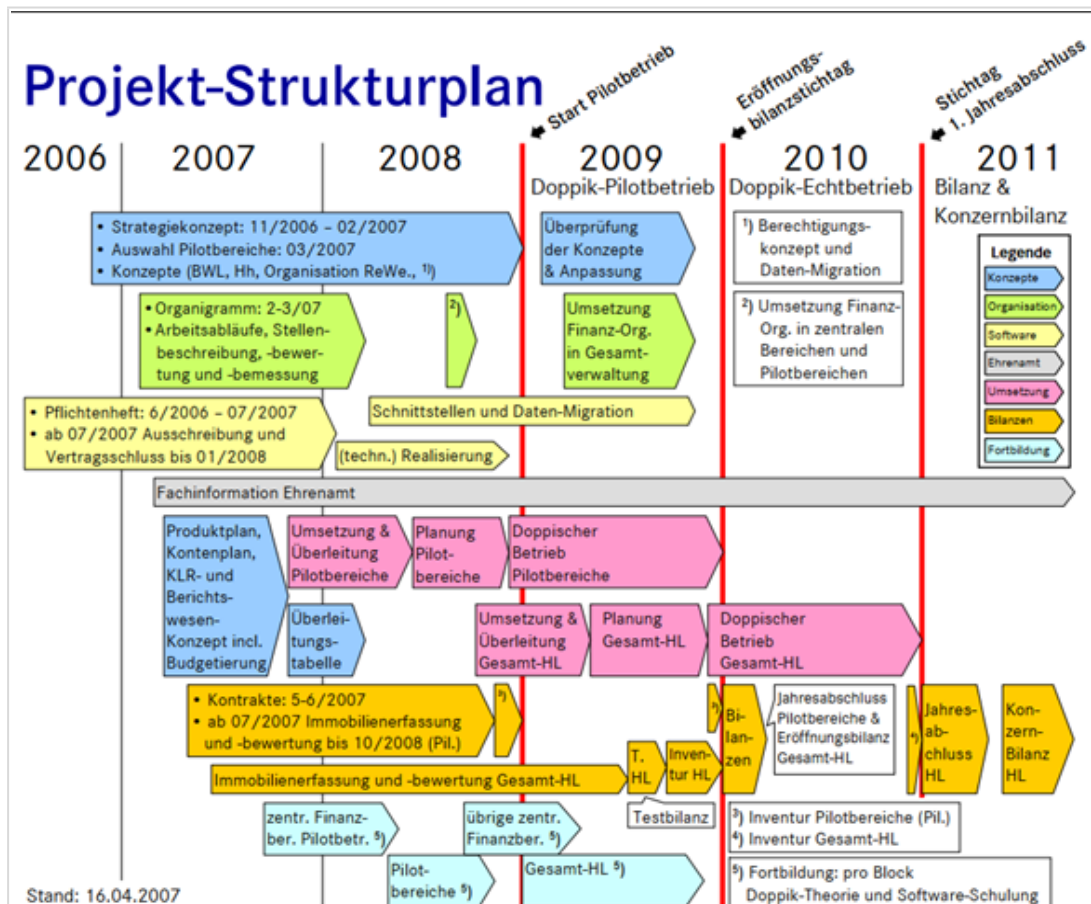 Projekt-Strukturplan
Start Pilotbetrieb
Eröffnungs-
bilanzstichtag
Stichtag
1. Jahresabschluss
2006
2007
2008
2009
2010
2011
Doppik-Pilotbetrieb
Doppik-Echtbetrieb
Bilanz &
Konzernbilanz
• Strategiekonzept: 11/2006 – 02/2007
• Auswahl Pilotbereiche: 03/2007
• Konzepte (BWL, Hh, Organisation ReWe., ¹⁾)
Überprüfung
der Konzepte
& Anpassung
¹) Berechtigungs-
konzept und
Daten-Migration
Legende
Konzepte
Organisation
Software
Ehrenamt
Umsetzung
Bilanzen
Fortbildung
• Organigramm: 2-3/07
• Arbeitsabläufe, Stellen-
beschreibung, -bewer-
tung und -bemessung
²)
Umsetzung
Finanz-Org.
in Gesamt-
verwaltung
²) Umsetzung Finanz-
Org. in zentralen
Bereichen und
Pilotbereichen
• Pflichtenheft: 6/2006 – 07/2007
• ab 07/2007 Ausschreibung und
Vertragsschluss bis 01/2008
Schnittstellen und Daten-Migration
(techn.) Realisierung
Fachinformation Ehrenamt
Produktplan,
Kontenplan,
KLR- und
Berichts-
wesen-
Konzept incl.
Budgetierung
Umsetzung &
Überleitung
Pilotbereiche
Planung
Pilot-
bereiche
Doppischer
Betrieb
Pilotbereiche
Überlei-
tungs-
tabelle
Umsetzung &
Überleitung
Gesamt-HL
Planung
Gesamt-HL
Doppischer
Betrieb
Gesamt-HL
• Kontrakte: 5-6/2007
• ab 07/2007 Immobilienerfassung
und -bewertung bis 10/2008 (Pil.)
³)
³)
Bi-
lan-
zen
Jahresabschluss
Pilotbereiche &
Eröffnungsbilanz
Gesamt-HL
⁴)
Jahres-
ab-
schluss
HL
Kon-
zern-
Bilanz
HL
Immobilienerfassung und -bewertung Gesamt-HL
T.
HL
Inven-
tur HL
Testbilanz
zentr. Finanz-
ber. Pilotbetr. ⁵)
übrige zentr.
Finanzber. ⁵)
³) Inventur Pilotbereiche (Pil.)
⁴) Inventur Gesamt-HL
Pilot-
bereiche ⁵)
Gesamt-HL ⁵)
⁵) Fortbildung: pro Block
Doppik-Theorie und Software-Schulung
Stand: 16.04.2007